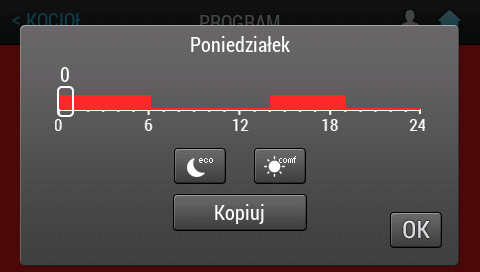 < KOCIOŁ PROGRAM
Poniedziałek
0
0 6 12 18 24
eco comf
Kopiuj
OK